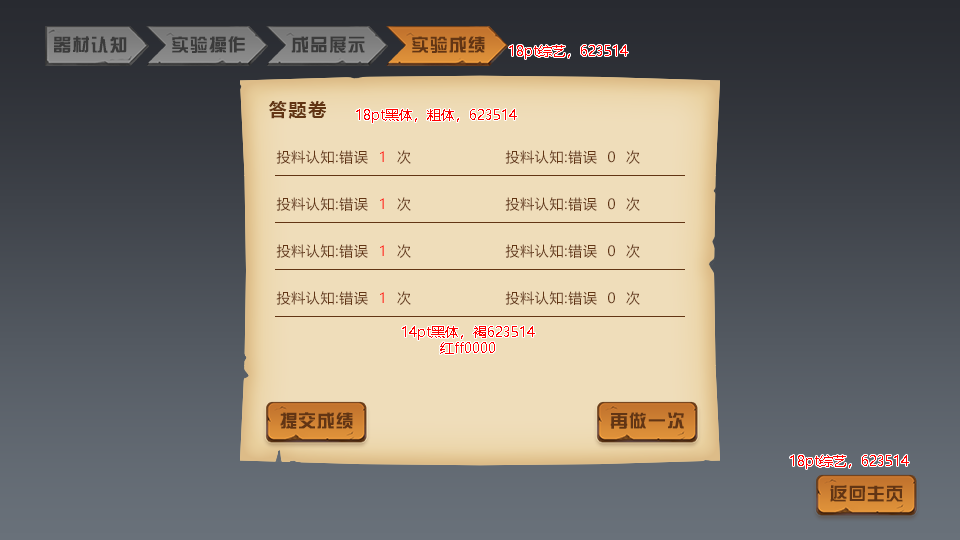 器材认知 实验操作 成品展示 实验成绩 18pt综艺，623514
答题卷 18pt黑体，粗体，623514
投料认知:错误 1 次 投料认知:错误 0 次
投料认知:错误 1 次 投料认知:错误 0 次
投料认知:错误 1 次 投料认知:错误 0 次
投料认知:错误 1 次 投料认知:错误 0 次
14pt黑体，褐623514
红ff0000
提交成绩 再做一次
18pt综艺，623514
返回主页